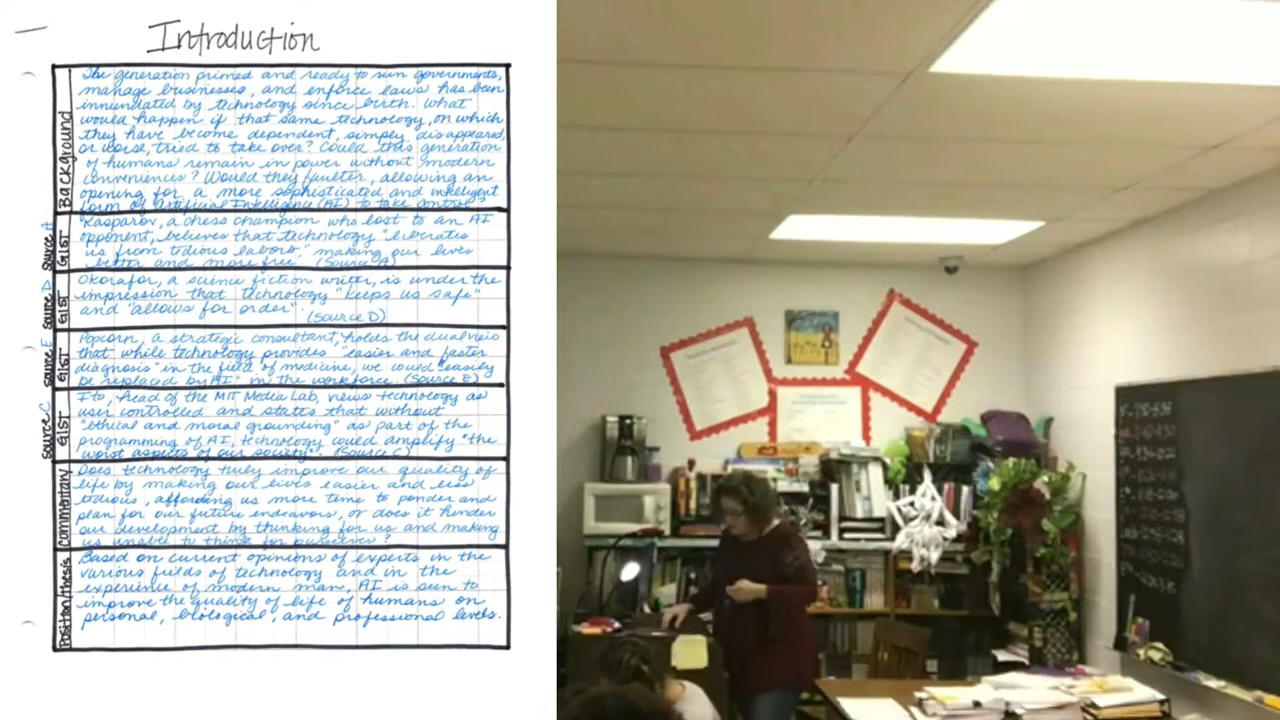 Introduction
Background
The generation primed and ready to run governments,
manage businesses, and enforce laws has been
innundated by technology since birth. What
would happen if that same technology, on which
they have become dependent, simply disappeared,
or worse, tried to take over? Could this generation
of humans remain in power without modern
conveniences? Would they faulter, allowing an
opening for a more sophisticated and intelligent
form of Artificial Intelligence (AI) to take control?
Source A
GIST
Kasparov, a chess champion who lost to an AI
opponent, believes that technology "liberates
us from tedious labors," making our lives
better and more free. (Source A)
Source D
GIST
Okorafor, a science fiction writer, is under the
impression that technology "keeps us safe"
and "allows for order".
(Source D)
Source E
GIST
Popcorn, a strategic consultant, holds the dual
that while technology provides "easier and faster
diagnosis" in the field of medicine, we could "easily
be replaced by AI" in the workforce. (Source E)
Source C
GIST
Ito, head of the MIT Media Lab, views technology as
user controlled and states that without
"ethical and moral grounding" as part of the
programming of AI, technology could amplify "the
worst aspects of our society". (Source C)
Commentary
Does technology truly improve our quality of
life by making our lives easier and less
tedious, affording us more time to ponder and
plan for our future endeavors, or does it hinder
our development by thinking for us and making
us unable to think for ourselves?
Position/thesis
Based on current opinions of experts in the
various fields of technology and in the
experience of modern man, AI is seen to
improve the quality of life of humans on
personal, biological, and professional levels.